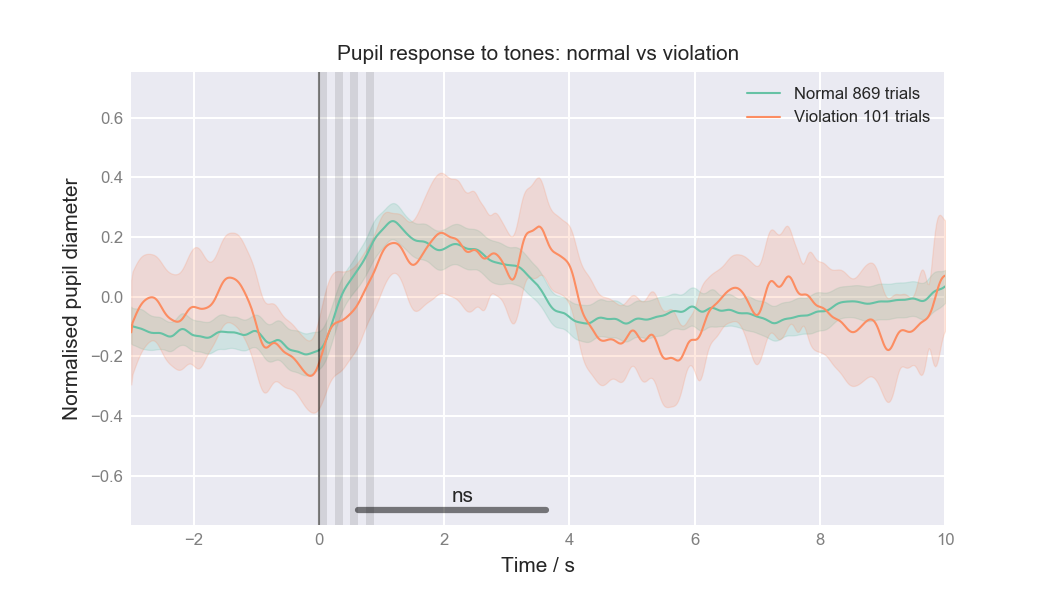 Pupil response to tones: normal vs violation
Normal 869 trials
Violation 101 trials
Normalised pupil diameter
0.6
0.4
0.2
0.0
−0.2
−0.4
−0.6
ns
−2
0
2
4
6
8
10
Time / s